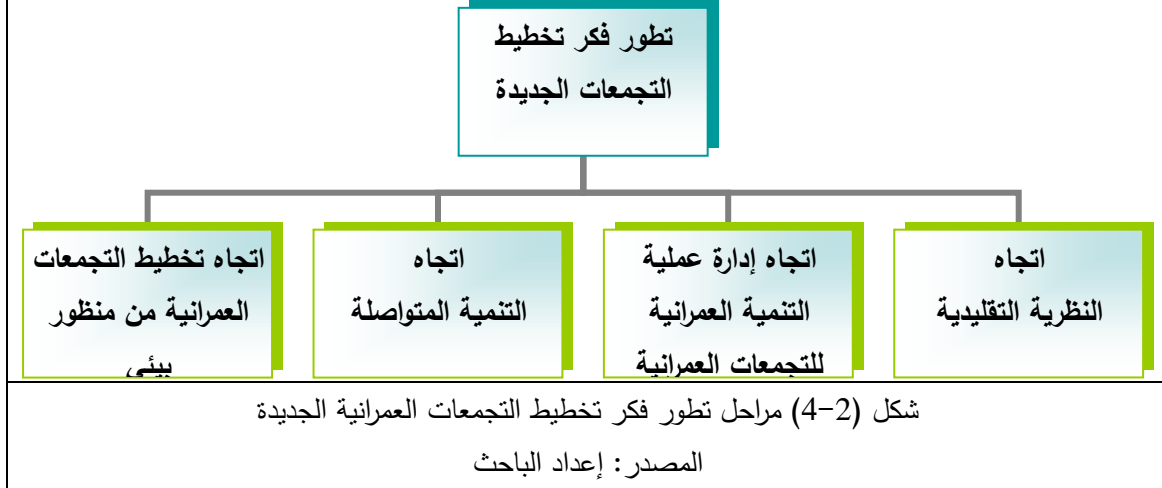 تطور فكر تخطيط
التجمعات الجديدة
اتجاه
النظرية التقليدية
اتجاه إدارة عملية
التنمية العمرانية
للتجمعات العمرانية
اتجاه
التنمية المتواصلة
اتجاه تخطيط التجمعات
العمرانية من منظور
بيئي
شكل (2-4) مراحل تطور فكر تخطيط التجمعات العمرانية الجديدة
المصدر: إعداد الباحث